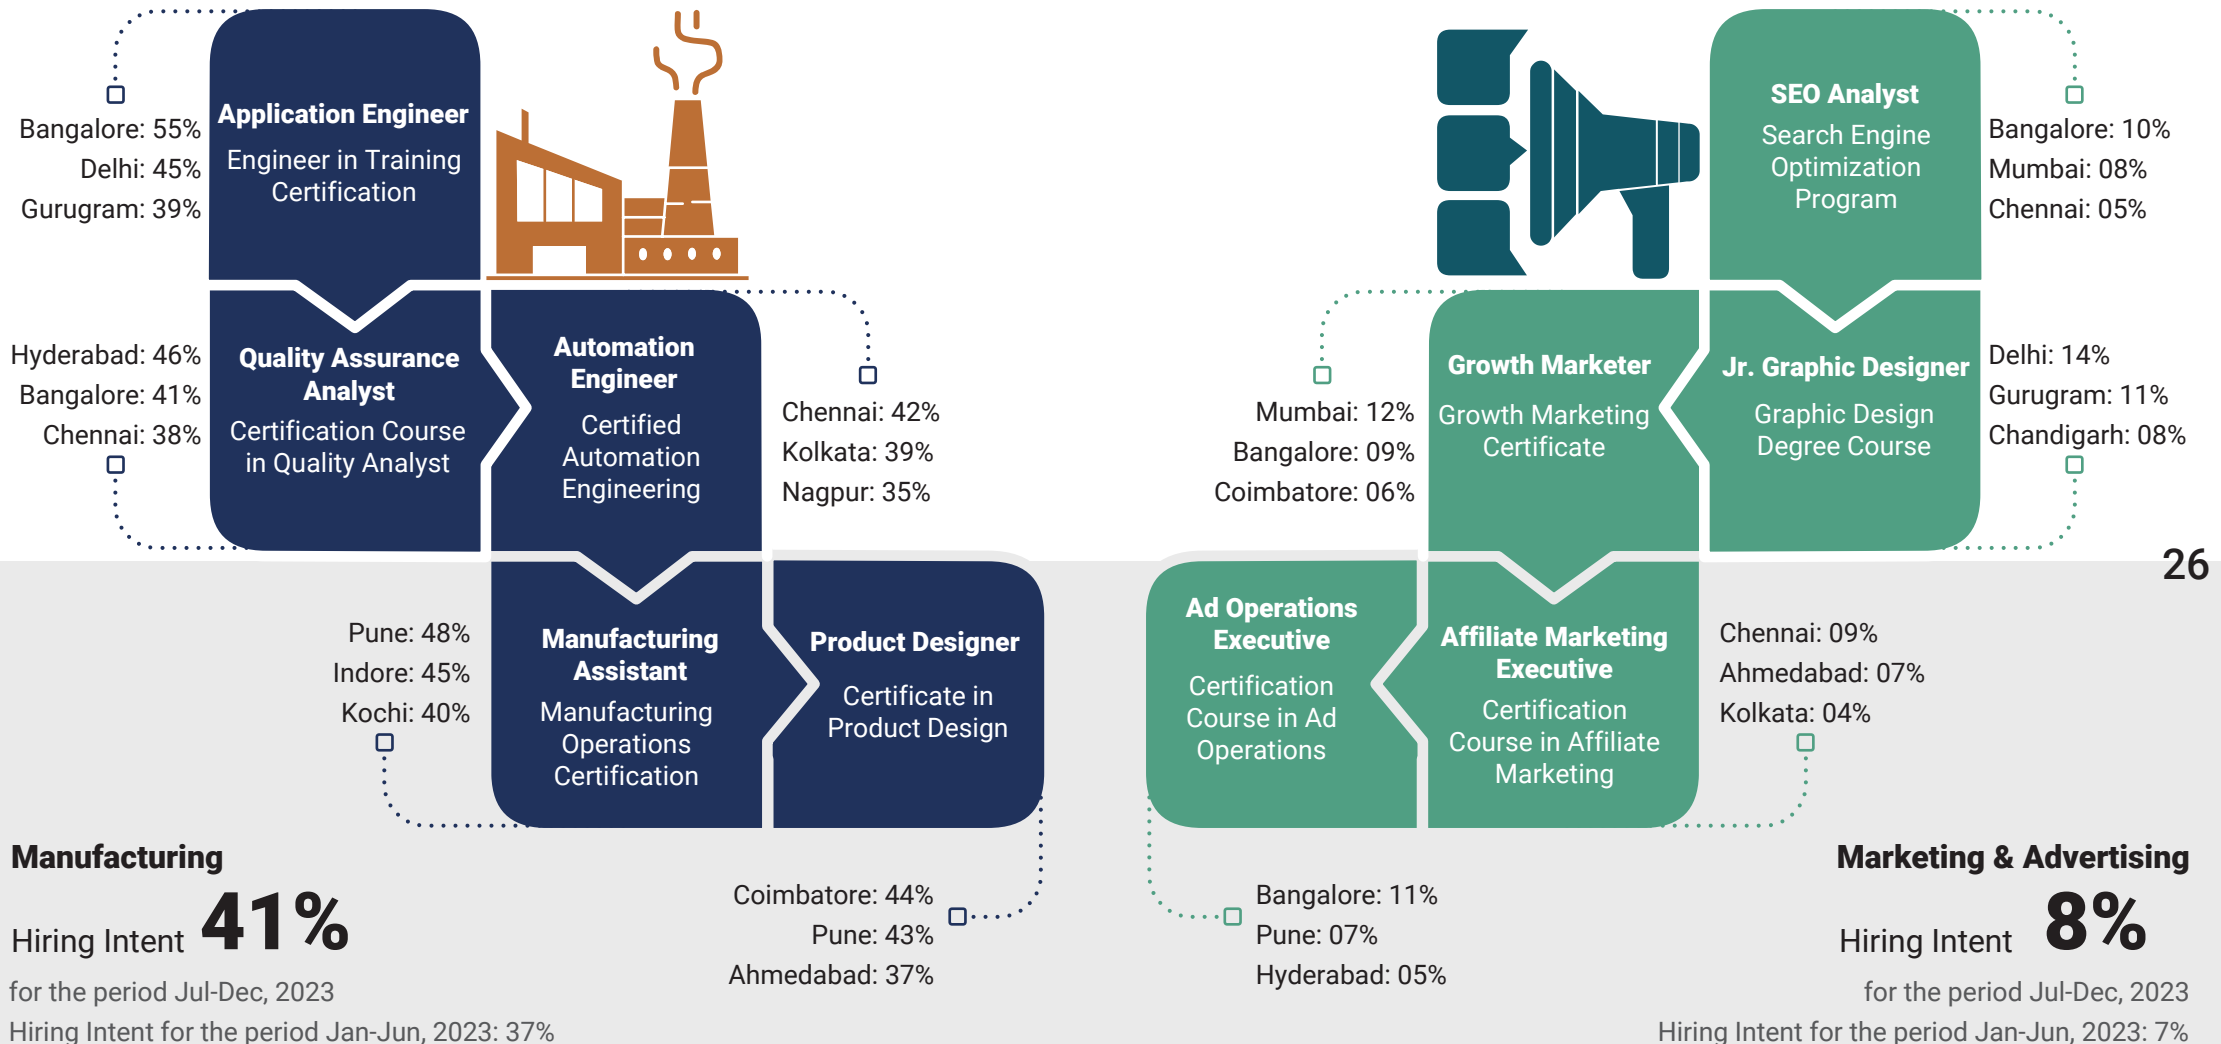 Application Engineer
Engineer in Training
Certification
Bangalore: 55%
Delhi: 45%
Gurugram: 39%
Quality Assurance
Analyst
Certification Course
in Quality Analyst
Hyderabad: 46%
Bangalore: 41%
Chennai: 38%
Automation
Engineer
Certified
Automation
Engineering
Chennai: 42%
Kolkata: 39%
Nagpur: 35%
Manufacturing
Assistant
Manufacturing
Operations
Certification
Pune: 48%
Indore: 45%
Kochi: 40%
Product Designer
Certificate in
Product Design
Coimbatore: 44%
Pune: 43%
Ahmedabad: 37%
Manufacturing
Hiring Intent 41%
for the period Jul-Dec, 2023
Hiring Intent for the period Jan-Jun, 2023: 37%
SEO Analyst
Search Engine
Optimization
Program
Bangalore: 10%
Mumbai: 08%
Chennai: 05%
Jr. Graphic Designer
Graphic Design
Degree Course
Delhi: 14%
Gurugram: 11%
Chandigarh: 08%
Growth Marketer
Growth Marketing
Certificate
Mumbai: 12%
Bangalore: 09%
Coimbatore: 06%
Affiliate Marketing
Executive
Certification
Course in Affiliate
Marketing
Chennai: 09%
Ahmedabad: 07%
Kolkata: 04%
Ad Operations
Executive
Certification
Course in Ad
Operations
Bangalore: 11%
Pune: 07%
Hyderabad: 05%
Marketing & Advertising
Hiring Intent 8%
for the period Jul-Dec, 2023
Hiring Intent for the period Jan-Jun, 2023: 7%
26